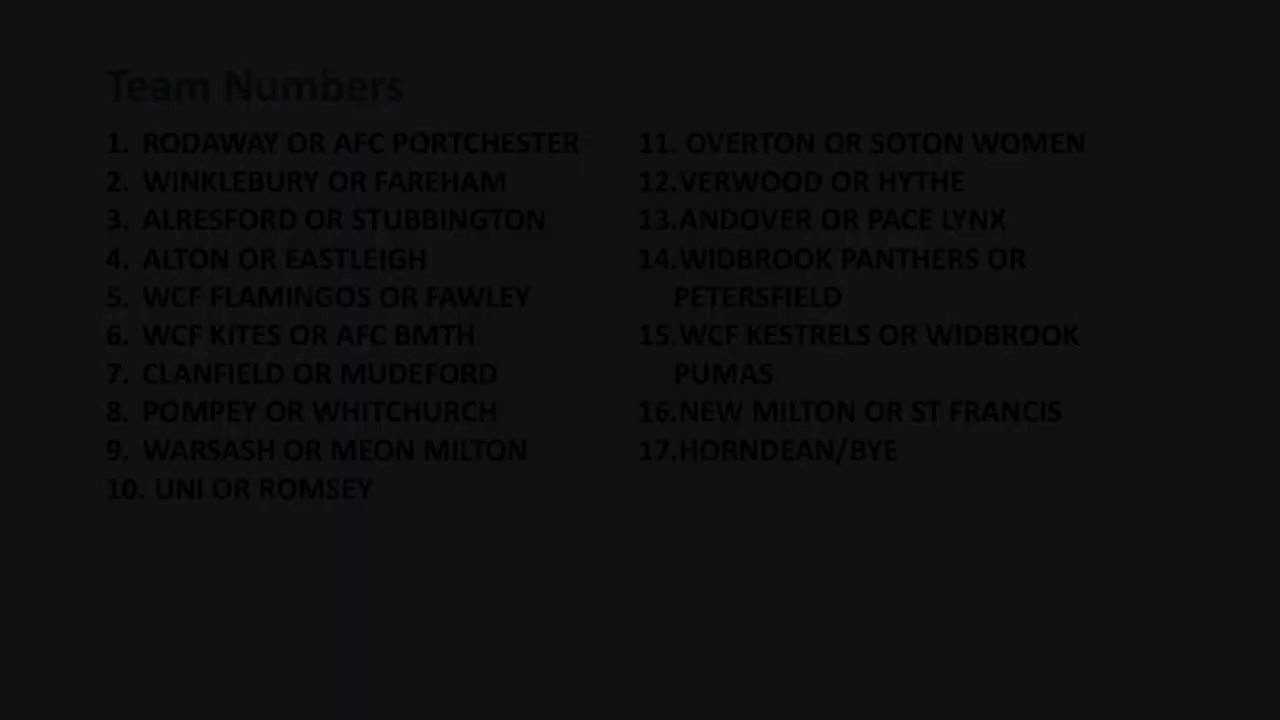 Team Numbers
1. RODAWAY OR AFC PORTCHESTER
2. WINKLEBURY OR FAREHAM
3. ALRESFORD OR STUBBINGTON
4. ALTON OR EASTLEIGH
5. WCF FLAMINGOS OR FAWLEY
6. WCF KITES OR AFC BMTH
7. CLANFIELD OR MUDEFORD
8. POMPEY OR WHITCHURCH
9. WARSASH OR MEON MILTON
10. UNI OR ROMSEY
11. OVERTON OR SOTON WOMEN
12.VERWOOD OR HYTHE
13.ANDOVER OR PACE LYNX
14.WIDBROOK PANTHERS OR
PETERSFIELD
15.WCF KESTRELS OR WIDBROOK
PUMAS
16.NEW MILTON OR ST FRANCIS
17.HORNDEAN/BYE